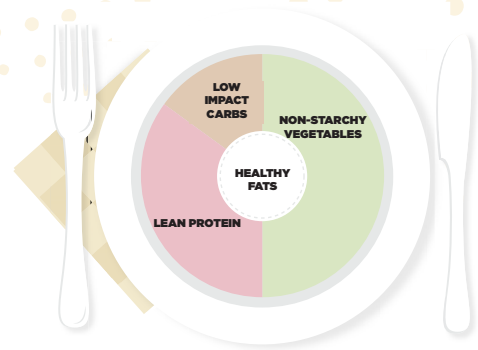 LOW
IMPACT
CARBS
NON-STARCHY
VEGETABLES
HEALTHY
FATS
LEAN PROTEIN